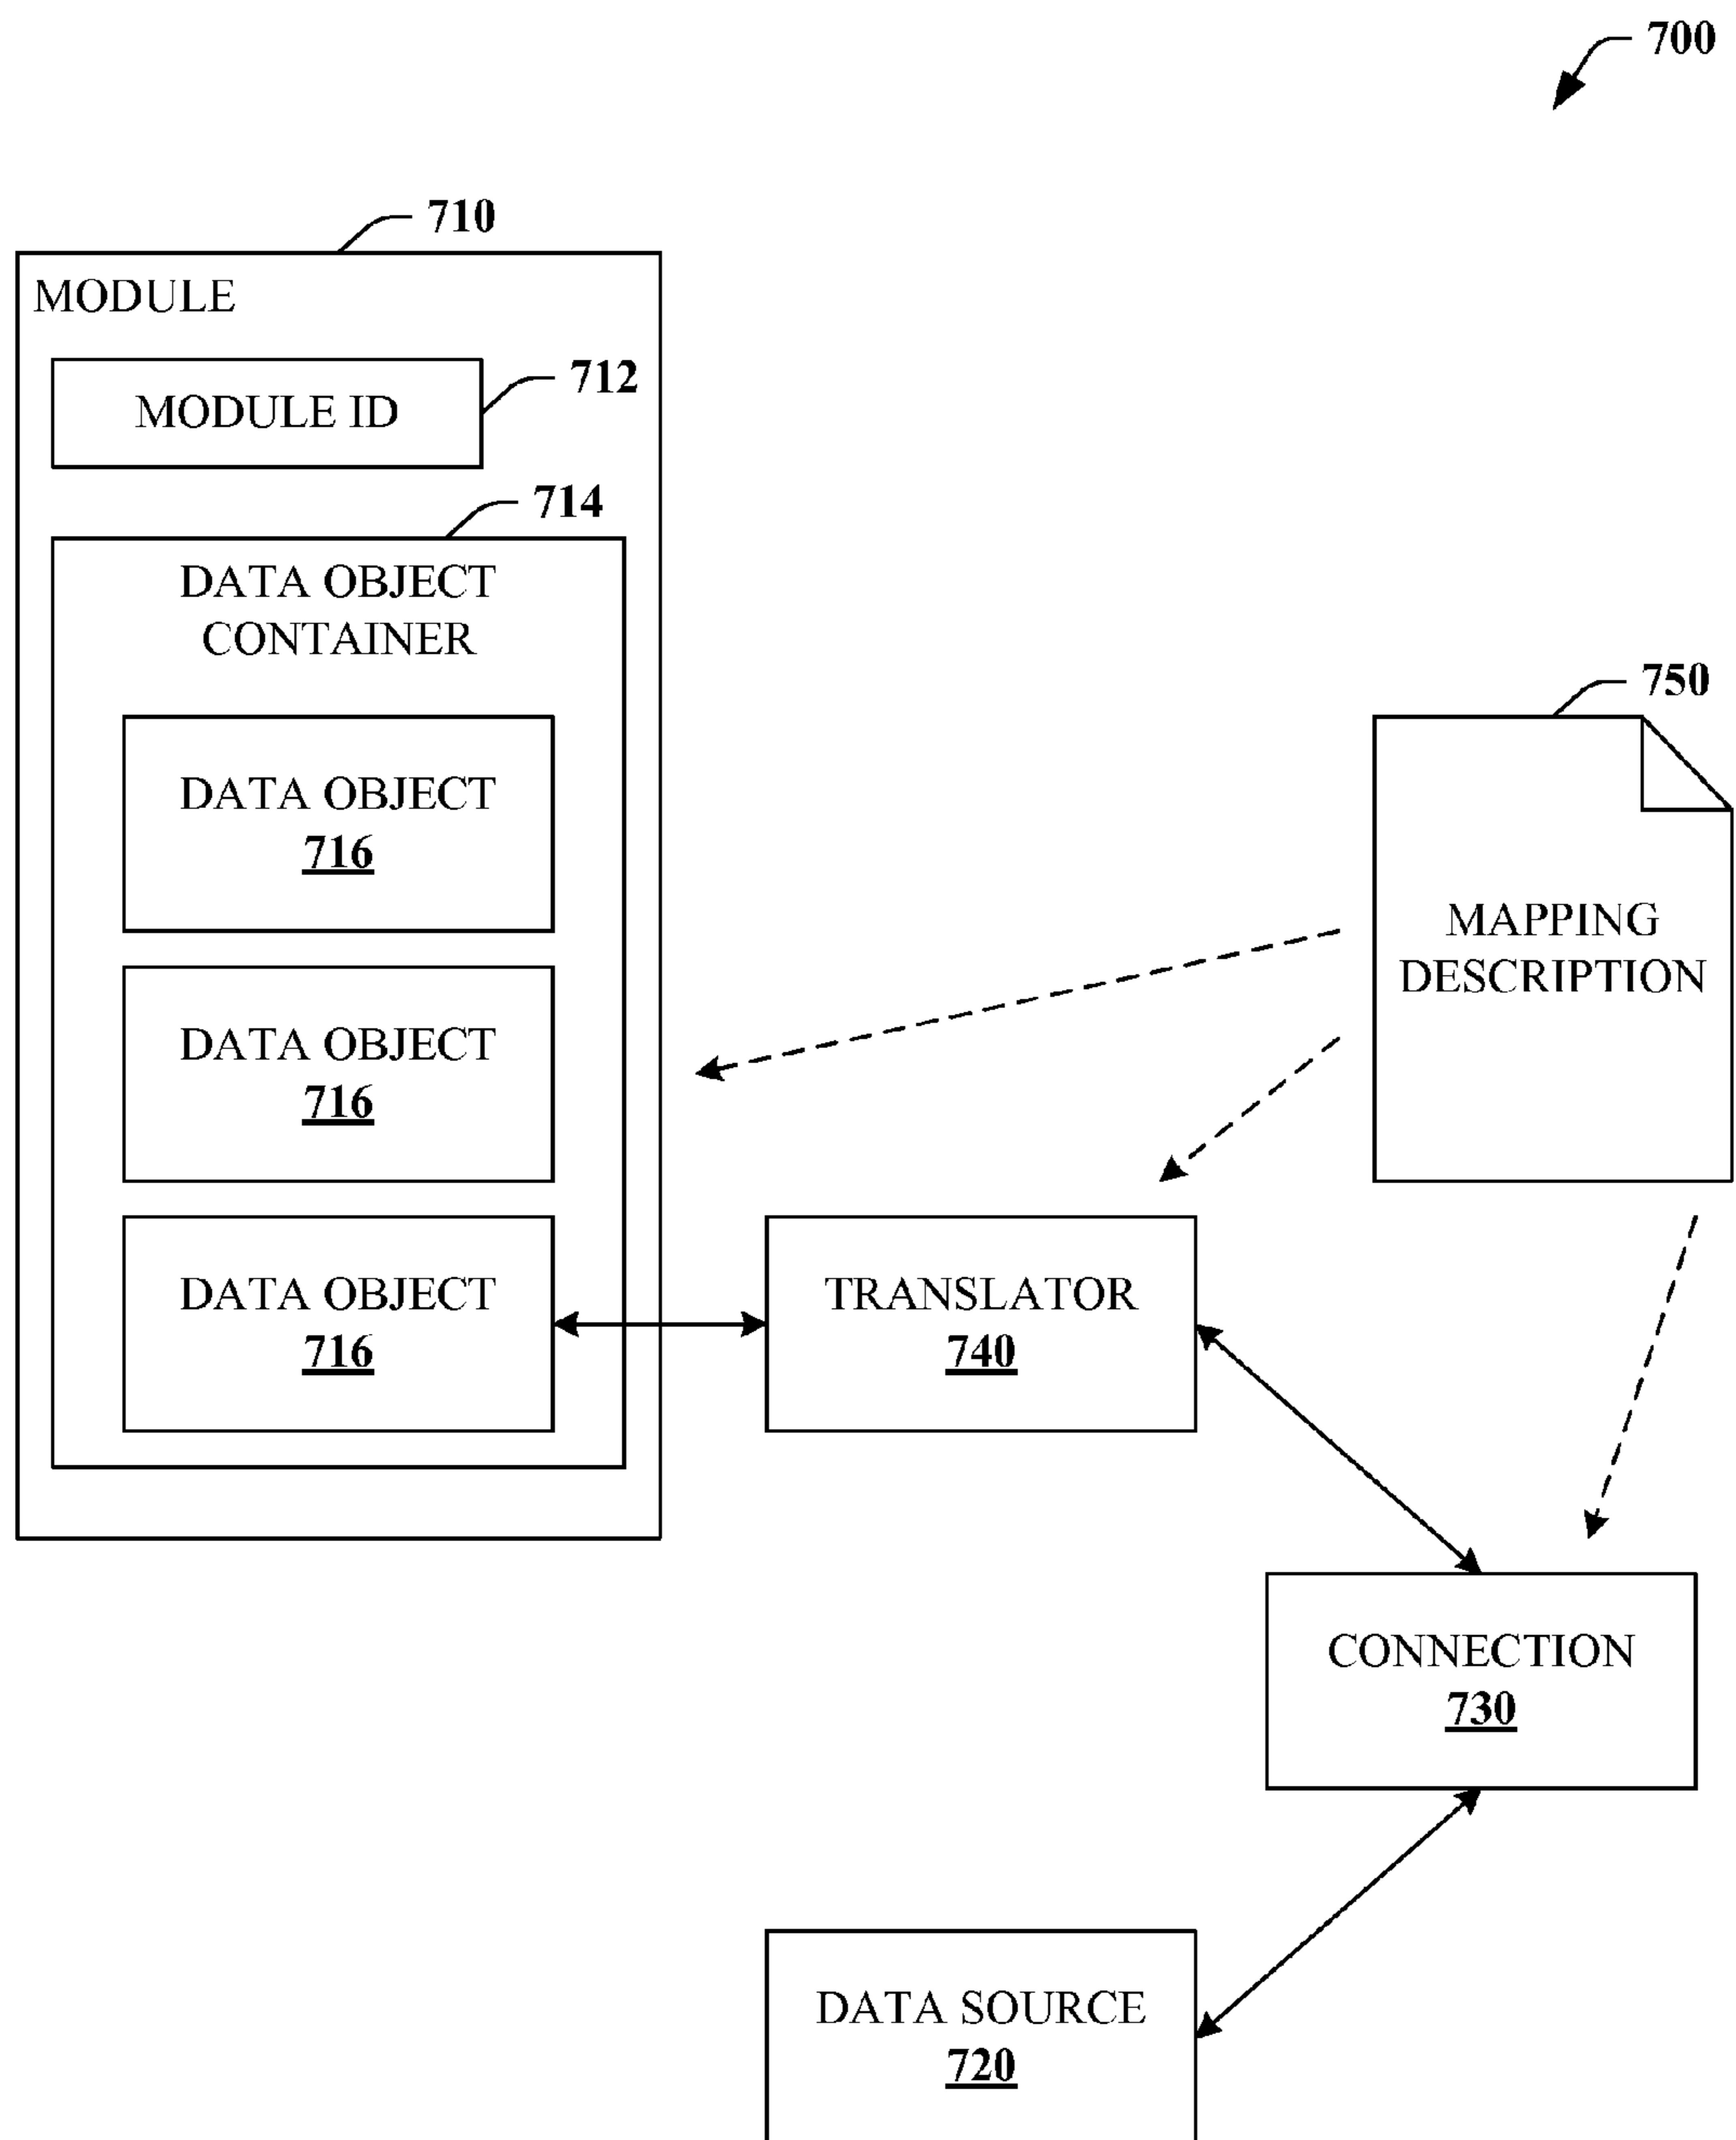 700
710
MODULE
712
MODULE ID
714
DATA OBJECT
CONTAINER
750
DATA OBJECT
716
MAPPING
DESCRIPTION
DATA OBJECT
716
DATA OBJECT
716
TRANSLATOR
740
CONNECTION
730
DATA SOURCE
720